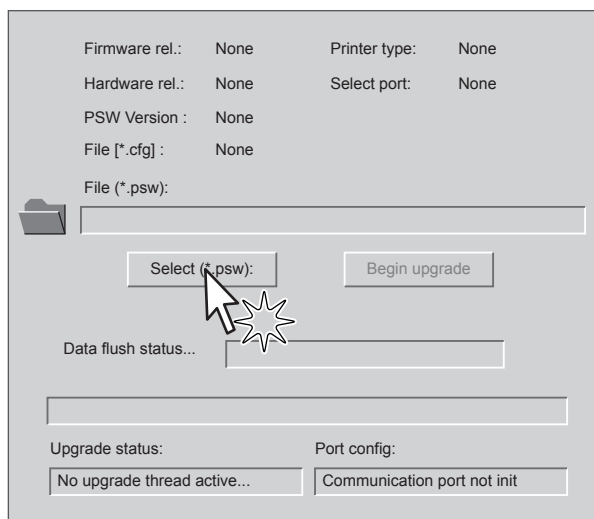 Firmware rel.: None Printer type: None
Hardware rel.: None Select port: None
PSW Version : None
File [*.cfg] : None
File (*.psw):
Select (*.psw): Begin upgrade
Data flush status...
Upgrade status: Port config:
No upgrade thread active... Communication port not init